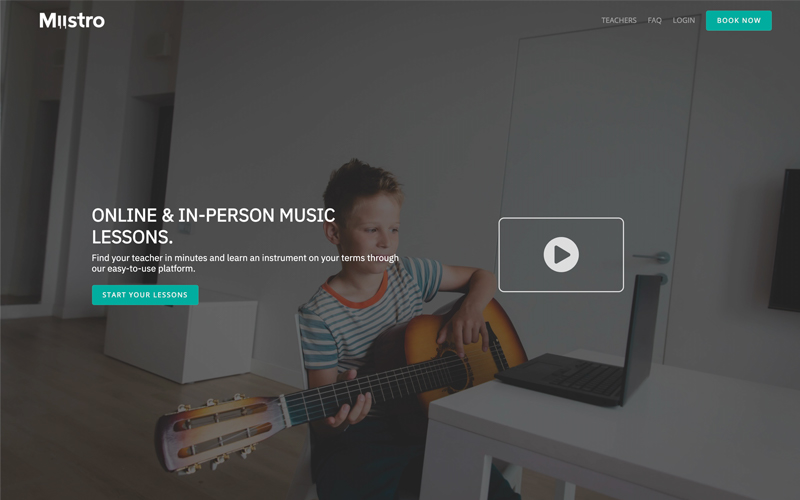 Miistro
TEACHERS FAQ LOGIN BOOK NOW
ONLINE & IN-PERSON MUSIC
LESSONS.
Find your teacher in minutes and learn an instrument on your terms through
our easy-to-use platform.
START YOUR LESSONS